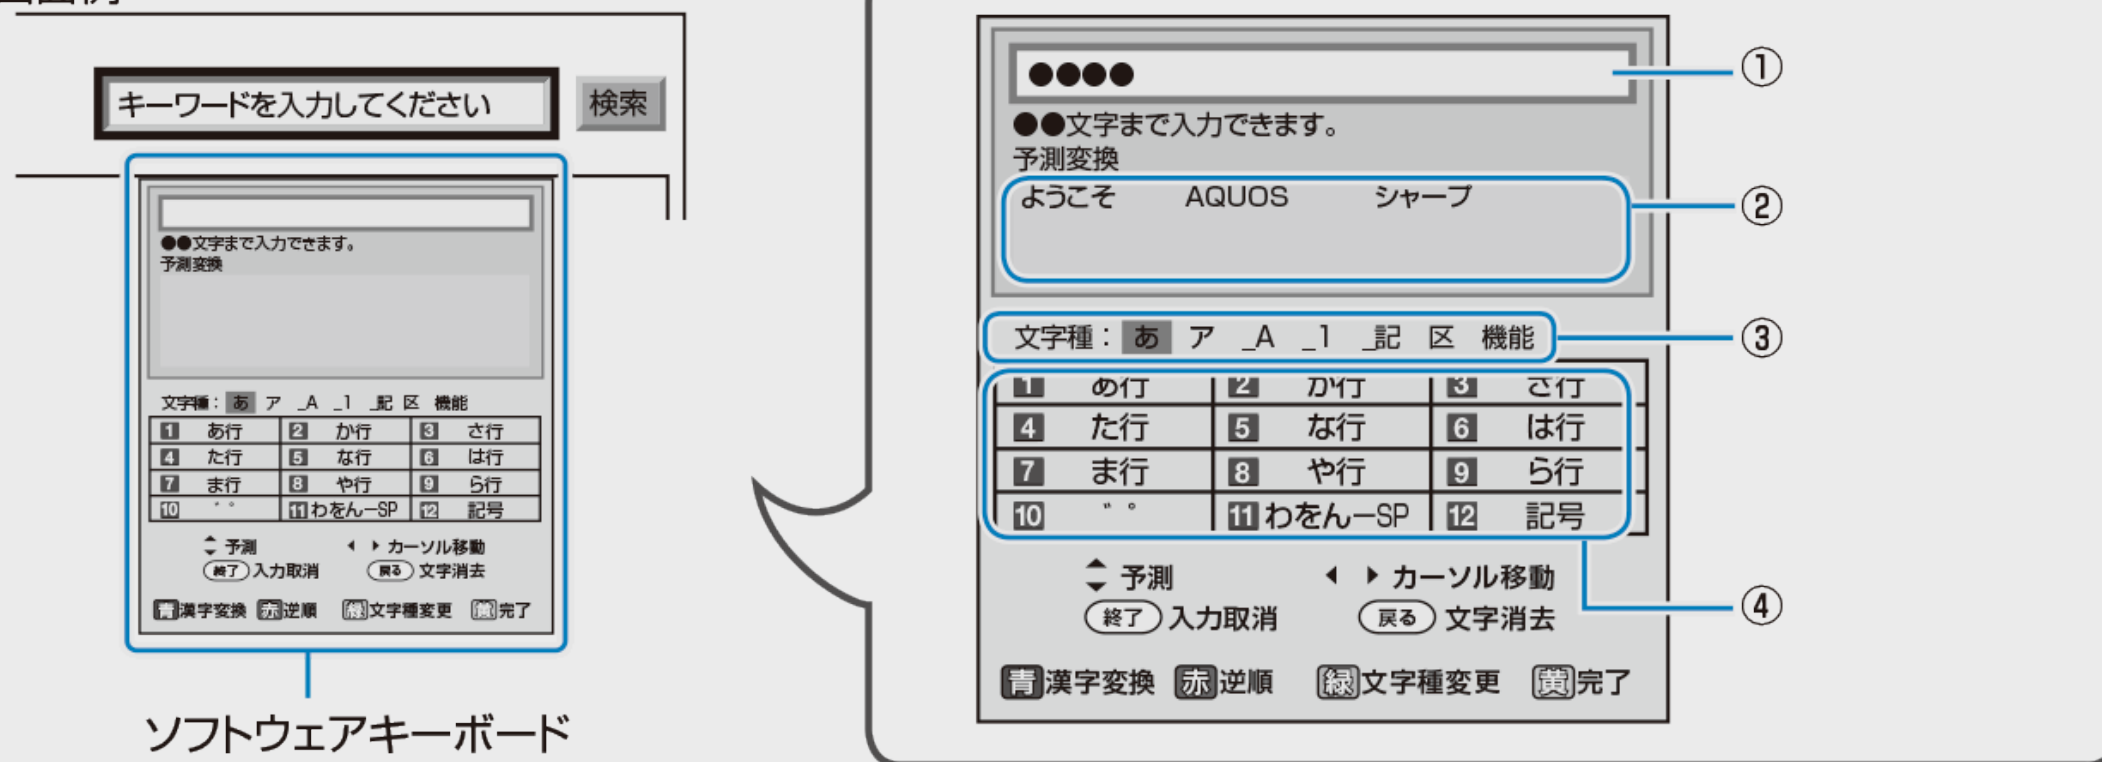 キーワードを入力してください 検索
●●文字まで入力できます。
予測変換
文字種： あ ア _A _1 _記 区 機能
1 あ行 2 か行 3 さ行
4 た行 5 な行 6 は行
7 ま行 8 や行 9 ら行
10 ゛゜ 11 わをんーSP 12 記号
予測 カーソル移動
終了 入力取消 戻る 文字消去
青 漢字変換 赤 逆順 緑 文字種変更 黄 完了
ソフトウェアキーボード
●●●● ①
●●文字まで入力できます。
予測変換
ようこそ AQUOS シャープ ②
文字種： あ ア _A _1 _記 区 機能 ③
1 あ行 2 か行 3 さ行
4 た行 5 な行 6 は行
7 ま行 8 や行 9 ら行
10 ゛゜ 11 わをんーSP 12 記号
予測 カーソル移動 ④
終了 入力取消 戻る 文字消去
青 漢字変換 赤 逆順 緑 文字種変更 黄 完了